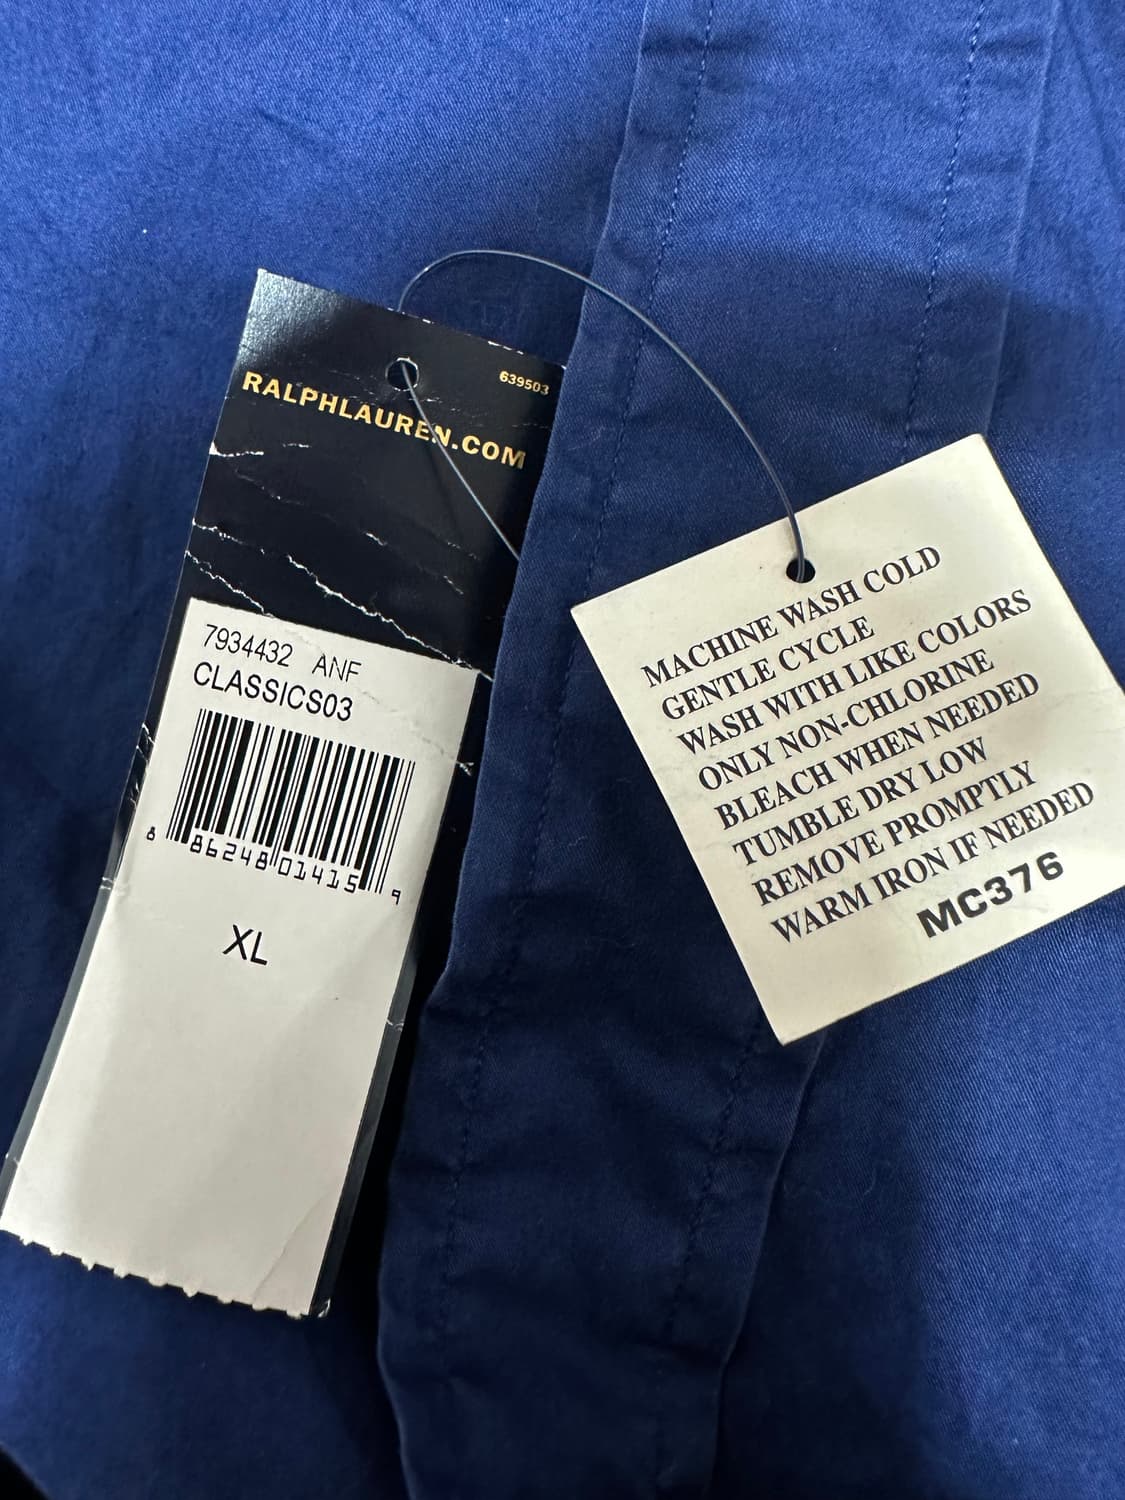 639503
RALPHLAUREN.COM
7934432 ANF
CLASSICS03
8 86248 01415 9
XL
MACHINE WASH COLD
GENTLE CYCLE
WASH WITH LIKE COLORS
ONLY NON-CHLORINE
BLEACH WHEN NEEDED
TUMBLE DRY LOW
REMOVE PROMPTLY
WARM IRON IF NEEDED
MC376